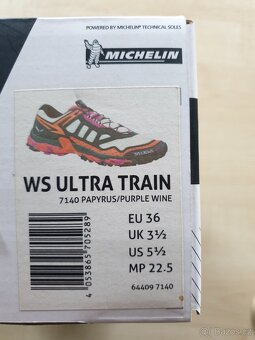 POWERED BY MICHELIN® TECHNICAL SOLES
MICHELIN
WS ULTRA TRAIN
7140 PAPYRUS/PURPLE WINE
EU 36
UK 3½
US 5½
MP 22.5
64409 7140
4 053865 705289